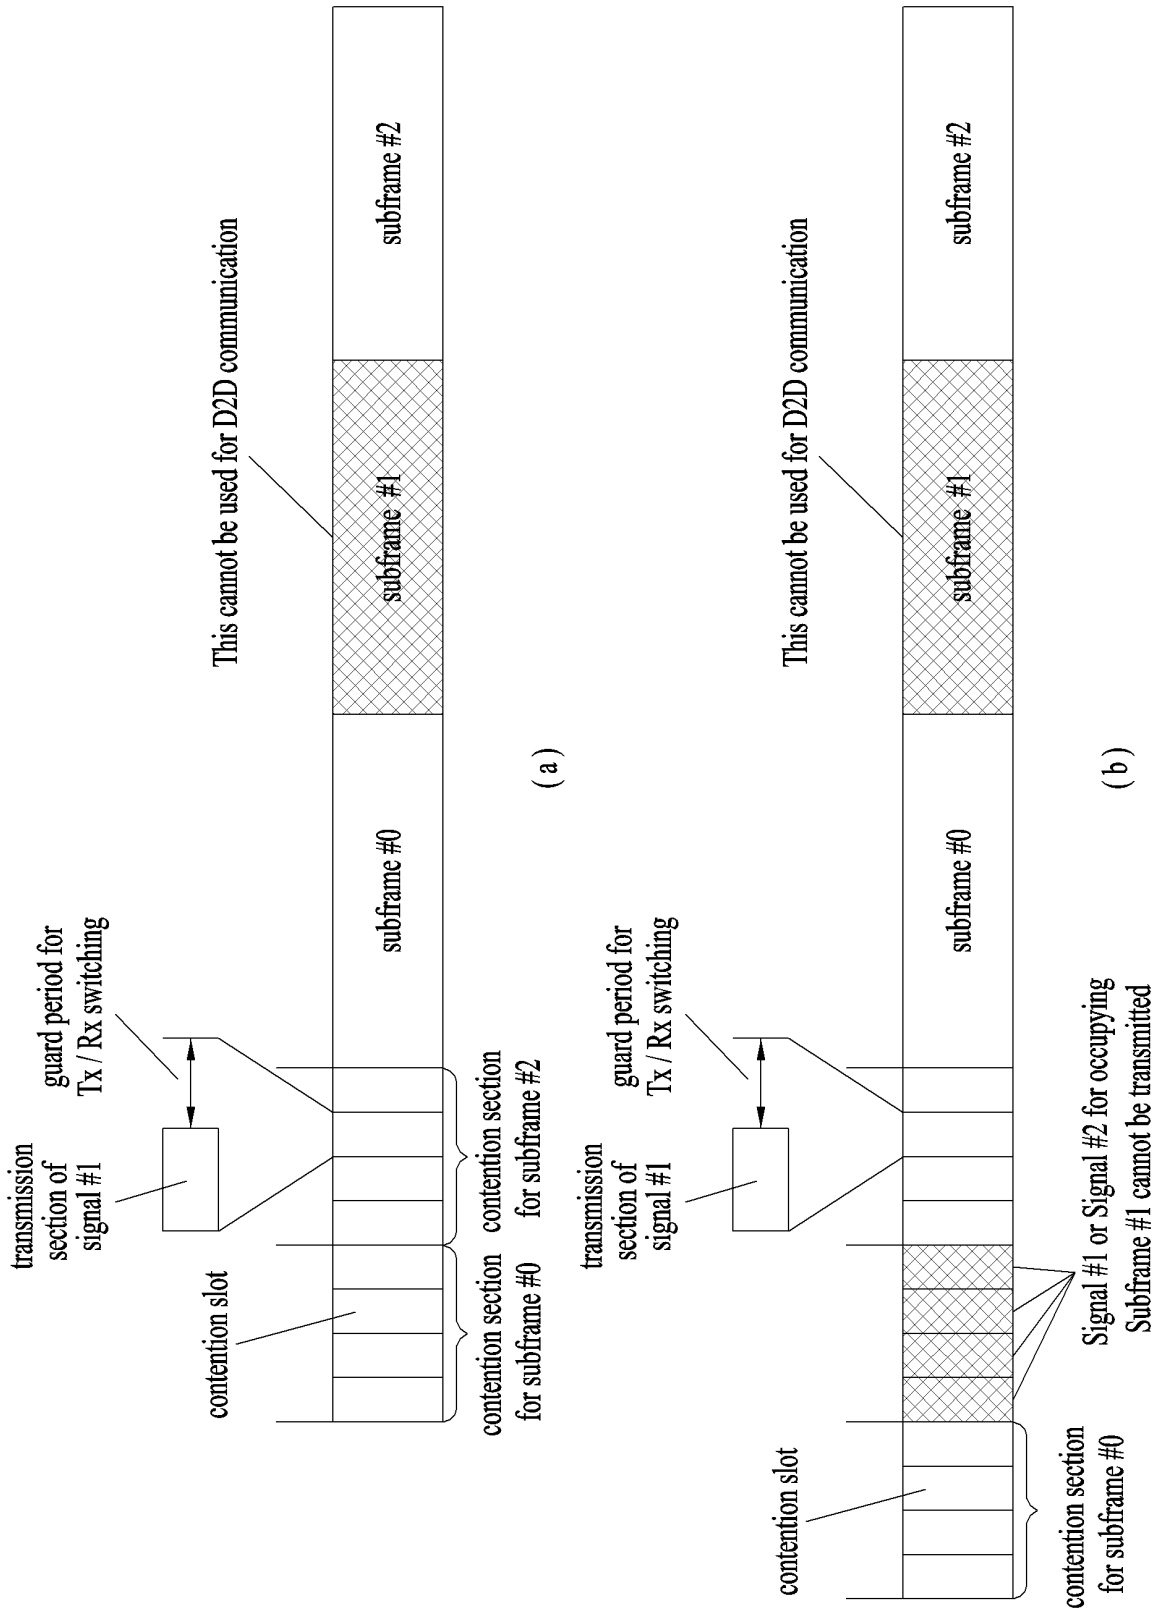 transmission
section of
signal #1
guard period for
Tx / Rx switching
This cannot be used for D2D communication
contention slot
subframe #0
subframe #1
subframe #2
contention section
for subframe #0
contention section
for subframe #2
( a )
transmission
section of
signal #1
guard period for
Tx / Rx switching
This cannot be used for D2D communication
contention slot
subframe #0
subframe #1
subframe #2
contention section
for subframe #0
Signal #1 or Signal #2 for occupying
Subframe #1 cannot be transmitted
( b )